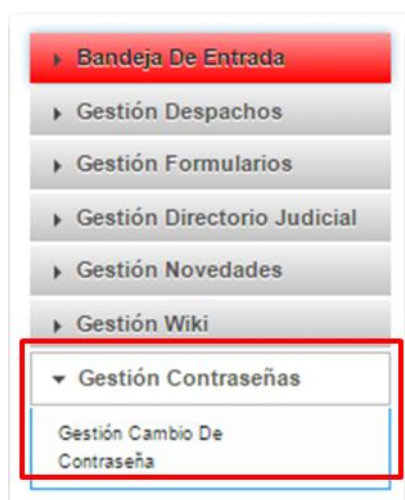 Bandeja De Entrada
Gestión Despachos
Gestión Formularios
Gestión Directorio Judicial
Gestión Novedades
Gestión Wiki
Gestión Contraseñas
Gestión Cambio De
Contraseña